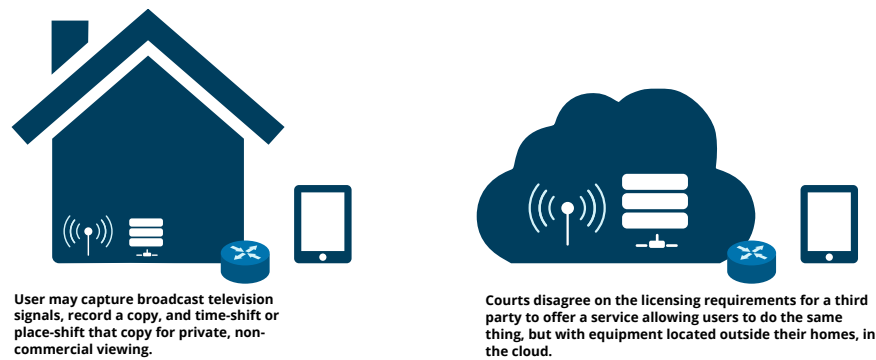 User may capture broadcast television
signals, record a copy, and time-shift or
place-shift that copy for private, non-
commercial viewing.
Courts disagree on the licensing requirements for a third
party to offer a service allowing users to do the same
thing, but with equipment located outside their homes, in
the cloud.